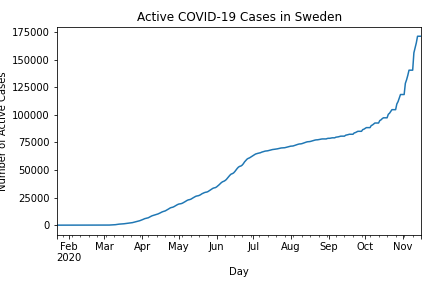 Active COVID-19 Cases in Sweden
175000
150000
125000
100000
75000
50000
25000
0
Number of Active Cases
Feb Mar Apr May Jun Jul Aug Sep Oct Nov
2020
Day